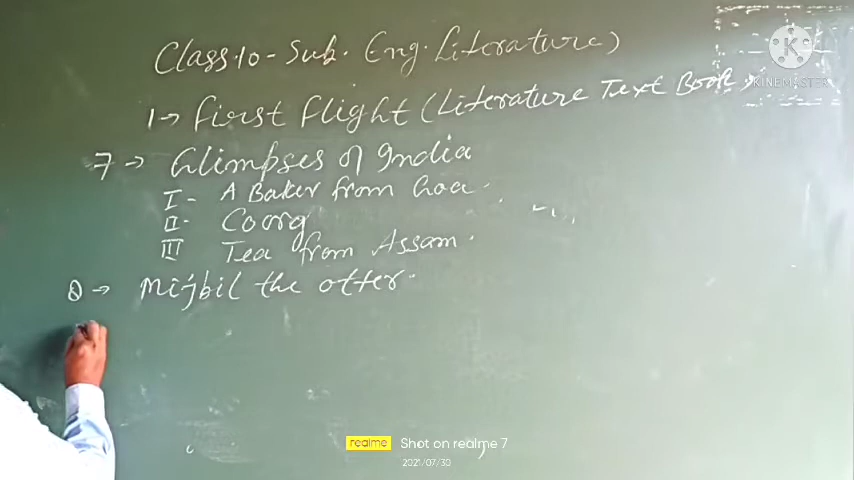 Class.10 - Sub. Eng. Literature)
1→ First Flight (Literature Text Book)
7→ Glimpses of India
I - A Baker from Goa.
II - Coorg
III Tea from Assam.
8→ Mijbil the otter.
K
KINEMASTER
realme Shot on realme 7
2021/07/30